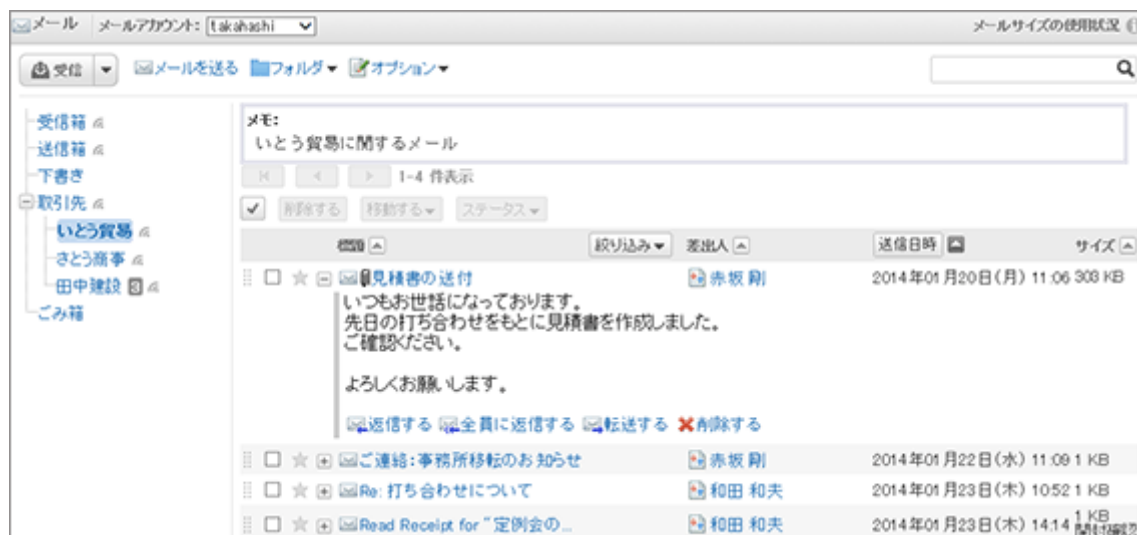 メール メールアカウント: takahashi メールサイズの使用状況
受信 メールを送る フォルダ オプション
受信箱
送信箱
下書き
取引先
いとう貿易
さとう商事
田中建設 3
ごみ箱
メモ:
いとう貿易に関するメール
1-4 件表示
削除する 移動する ステータス
標題 絞り込み 差出人 送信日時 サイズ
見積書の送付 赤坂 剛 2014年01月20日(月) 11:06 303 KB
いつもお世話になっております。
先日の打ち合わせをもとに見積書を作成しました。
ご確認ください。
よろしくお願いします。
返信する 全員に返信する 転送する 削除する
ご連絡:事務所移転のお知らせ 赤坂 剛 2014年01月22日(水) 11:09 1 KB
Re: 打ち合わせについて 和田 和夫 2014年01月23日(木) 10:52 1 KB
Read Receipt for "定例会の... 和田 和夫 2014年01月23日(木) 14:14 1 KB